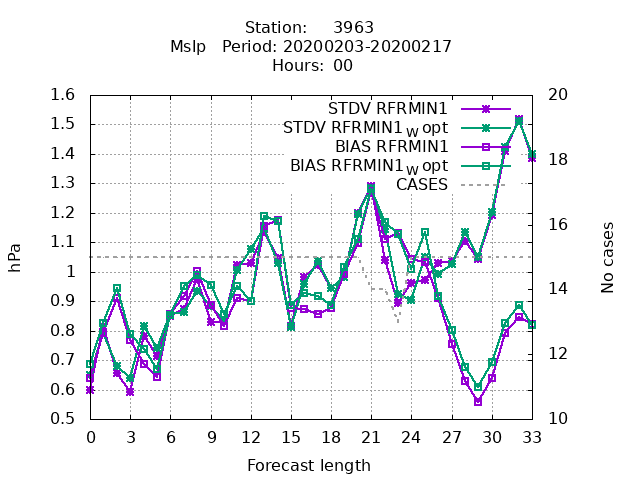 Station: 3963
Mslp Period: 20200203-20200217
Hours: 00
1.6
1.5
1.4
1.3
1.2
1.1
1
0.9
0.8
0.7
0.6
0.5
hPa
20
18
16
14
12
10
No cases
STDV RFRMIN1
STDV RFRMIN1w opt
BIAS RFRMIN1
BIAS RFRMIN1w opt
CASES
0 3 6 9 12 15 18 21 24 27 30 33
Forecast length